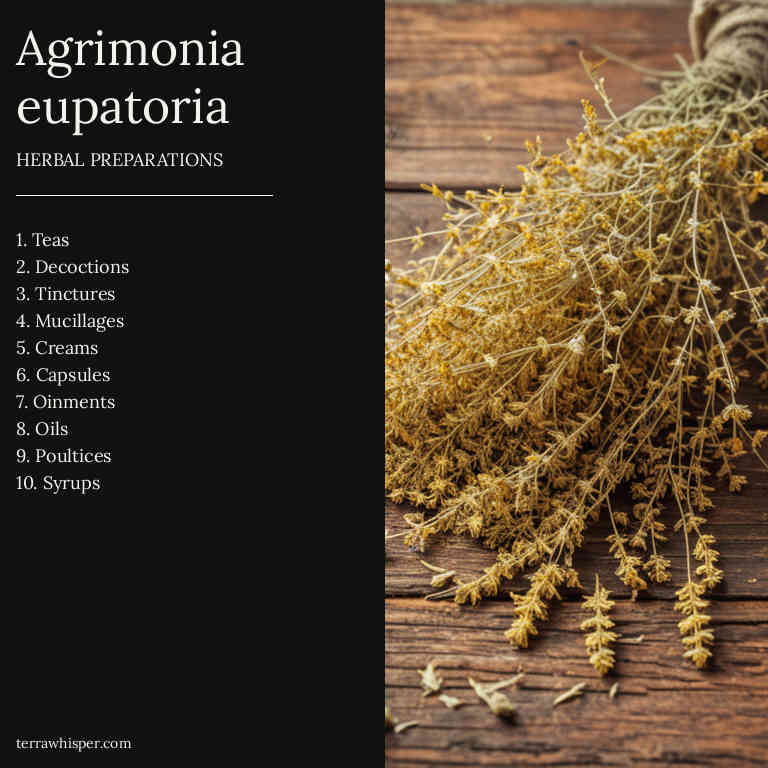 Agrimonia
eupatoria
HERBAL PREPARATIONS
1. Teas
2. Decoctions
3. Tinctures
4. Mucillages
5. Creams
6. Capsules
7. Oinments
8. Oils
9. Poultices
10. Syrups
terrawhisper.com